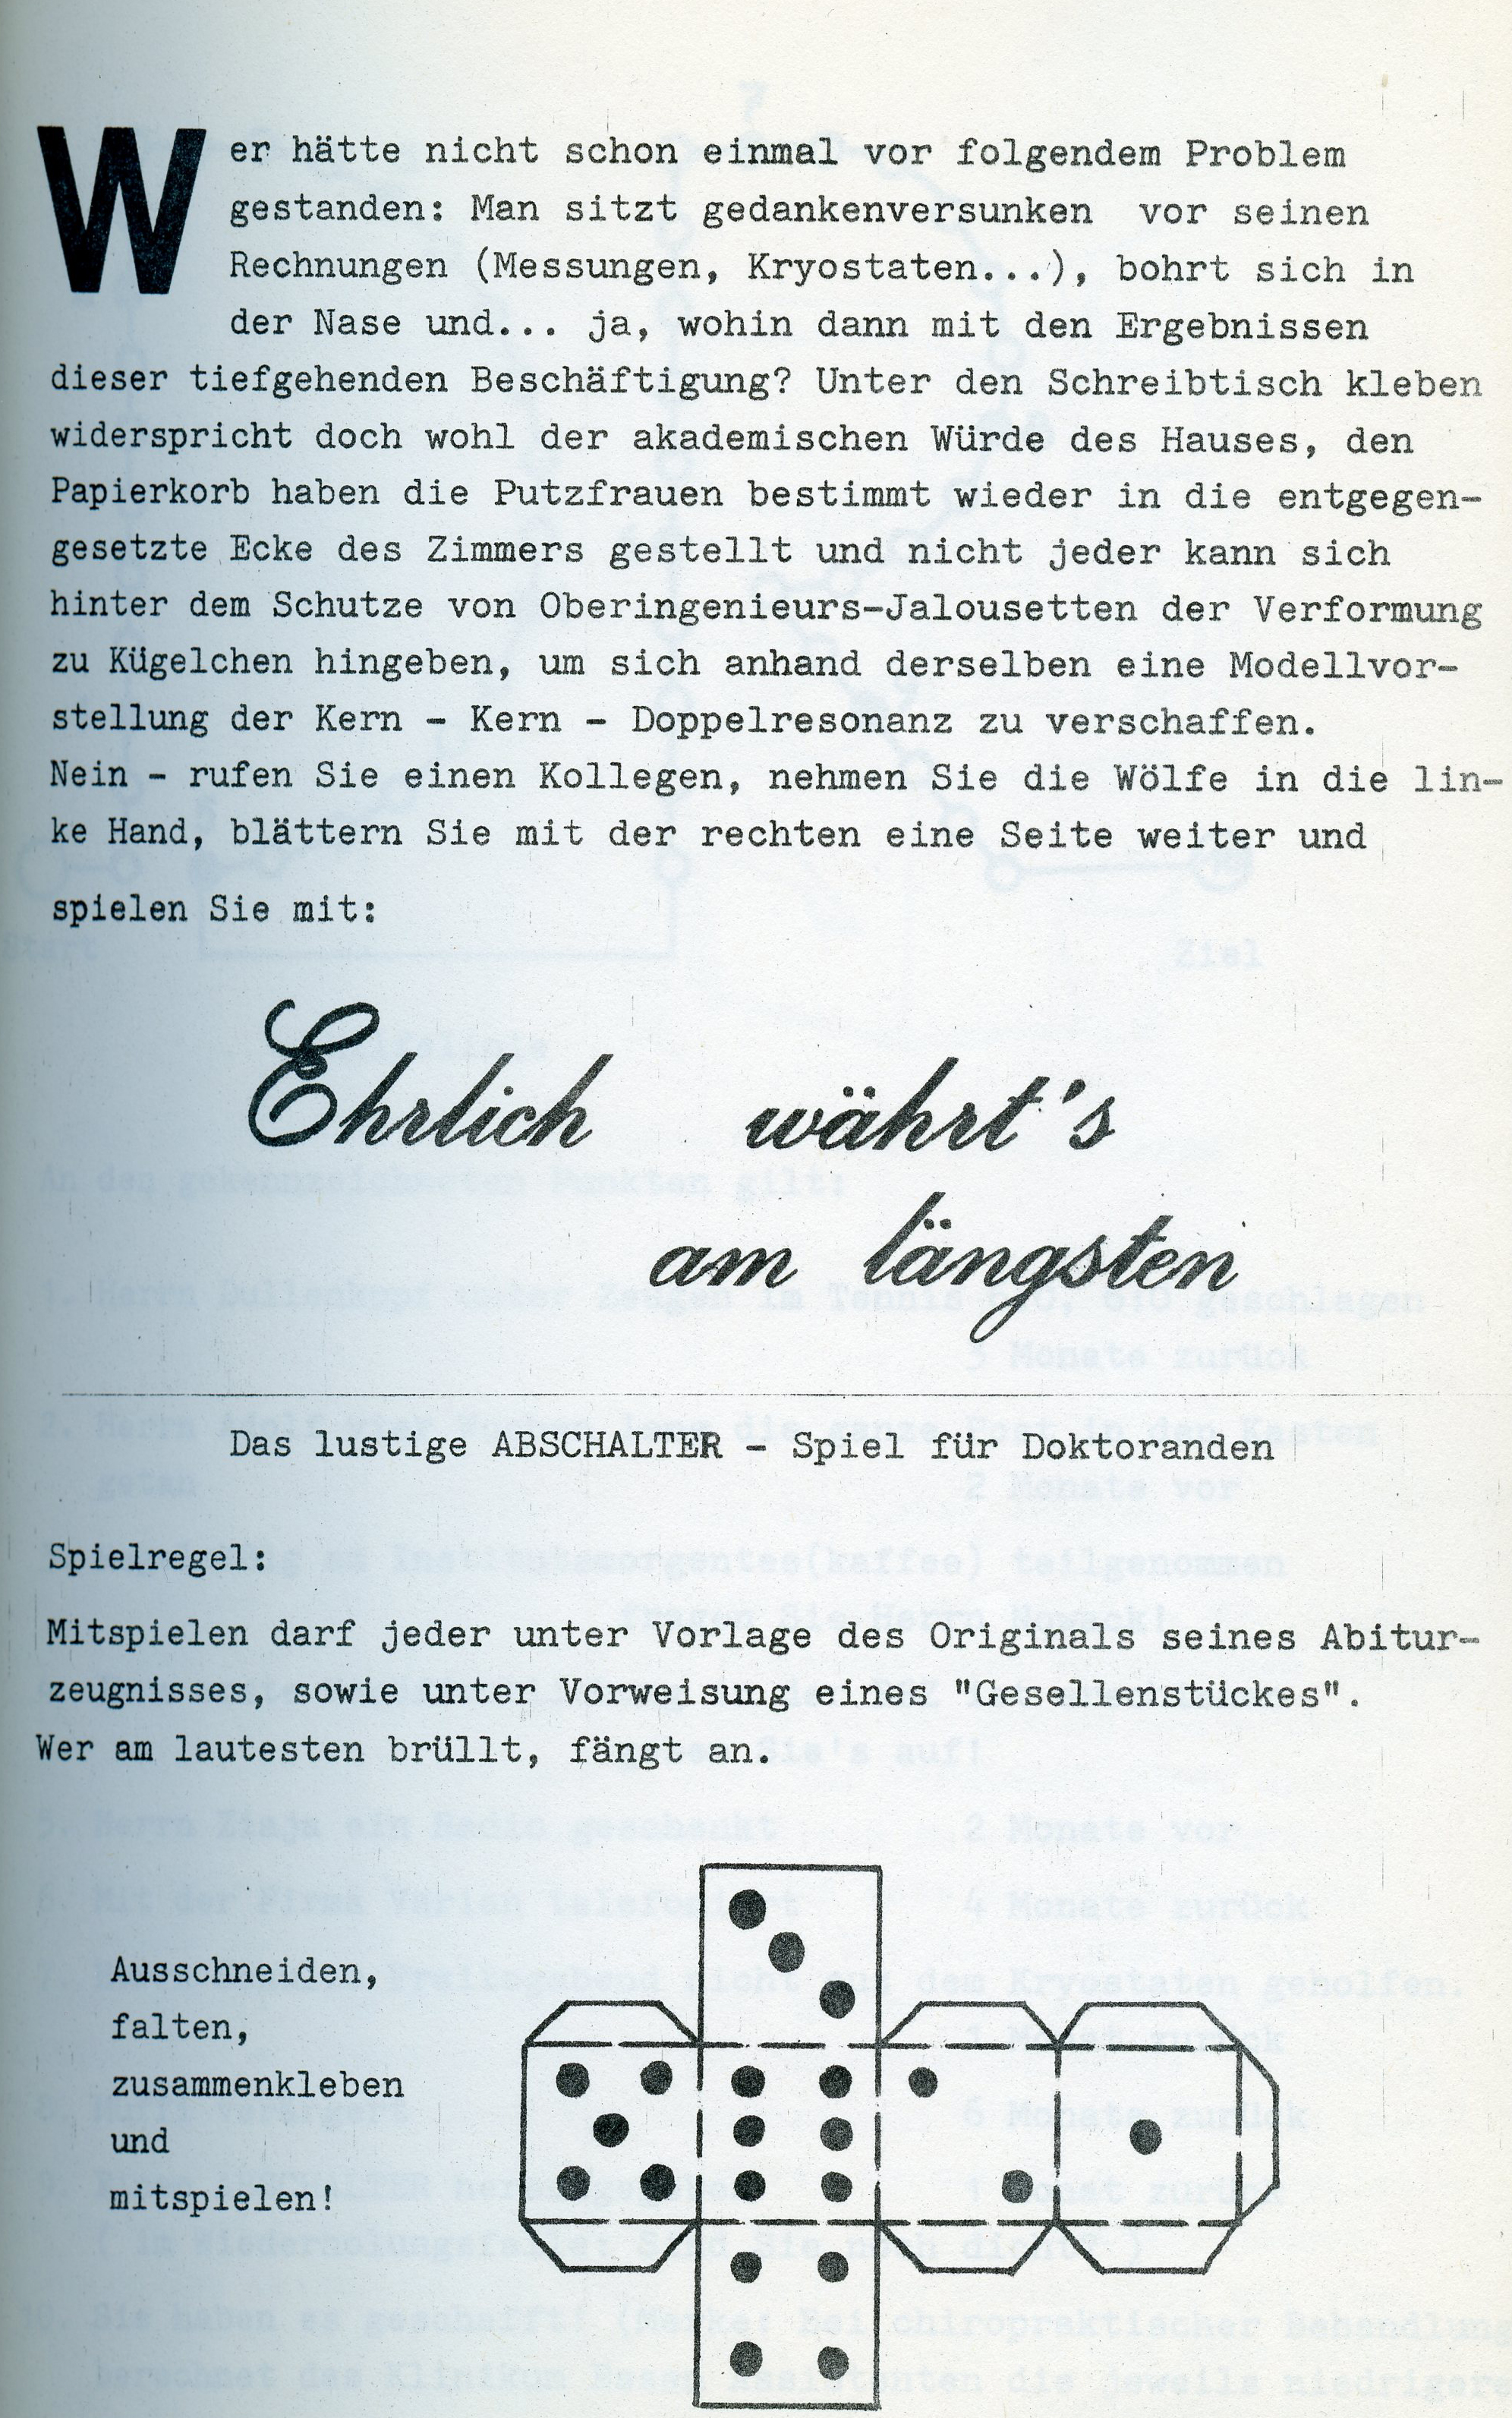 Wer hätte nicht schon einmal vor folgendem Problem
gestanden: Man sitzt gedankenversunken vor seinen
Rechnungen (Messungen, Kryostaten...), bohrt sich in
der Nase und... ja, wohin dann mit den Ergebnissen
dieser tiefgehenden Beschäftigung? Unter den Schreibtisch kleben
widerspricht doch wohl der akademischen Würde des Hauses, den
Papierkorb haben die Putzfrauen bestimmt wieder in die entgegen-
gesetzte Ecke des Zimmers gestellt und nicht jeder kann sich
hinter dem Schutze von Oberingenieurs-Jalousetten der Verformung
zu Kügelchen hingeben, um sich anhand derselben eine Modellvor-
stellung der Kern - Kern - Doppelresonanz zu verschaffen.
Nein - rufen Sie einen Kollegen, nehmen Sie die Wölfe in die lin-
ke Hand, blättern Sie mit der rechten eine Seite weiter und
spielen Sie mit:
Ehrlich währt's
am längsten
Das lustige ABSCHALTER - Spiel für Doktoranden
Spielregel:
Mitspielen darf jeder unter Vorlage des Originals seines Abitur-
zeugnisses, sowie unter Vorweisung eines "Gesellenstückes".
Wer am lautesten brüllt, fängt an.
Ausschneiden,
falten,
zusammenkleben
und
mitspielen!